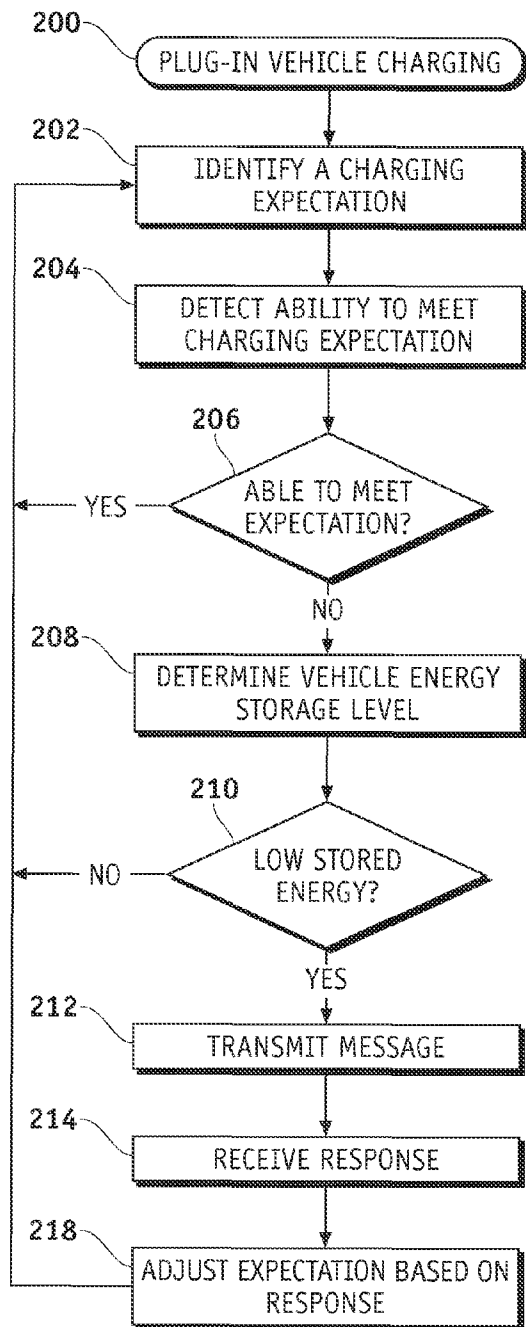 200
PLUG-IN VEHICLE CHARGING
202
IDENTIFY A CHARGING
EXPECTATION
204
DETECT ABILITY TO MEET
CHARGING EXPECTATION
206
ABLE TO MEET
EXPECTATION?
YES
NO
208
DETERMINE VEHICLE ENERGY
STORAGE LEVEL
210
LOW STORED
ENERGY?
NO
YES
212
TRANSMIT MESSAGE
214
RECEIVE RESPONSE
218
ADJUST EXPECTATION BASED ON
RESPONSE